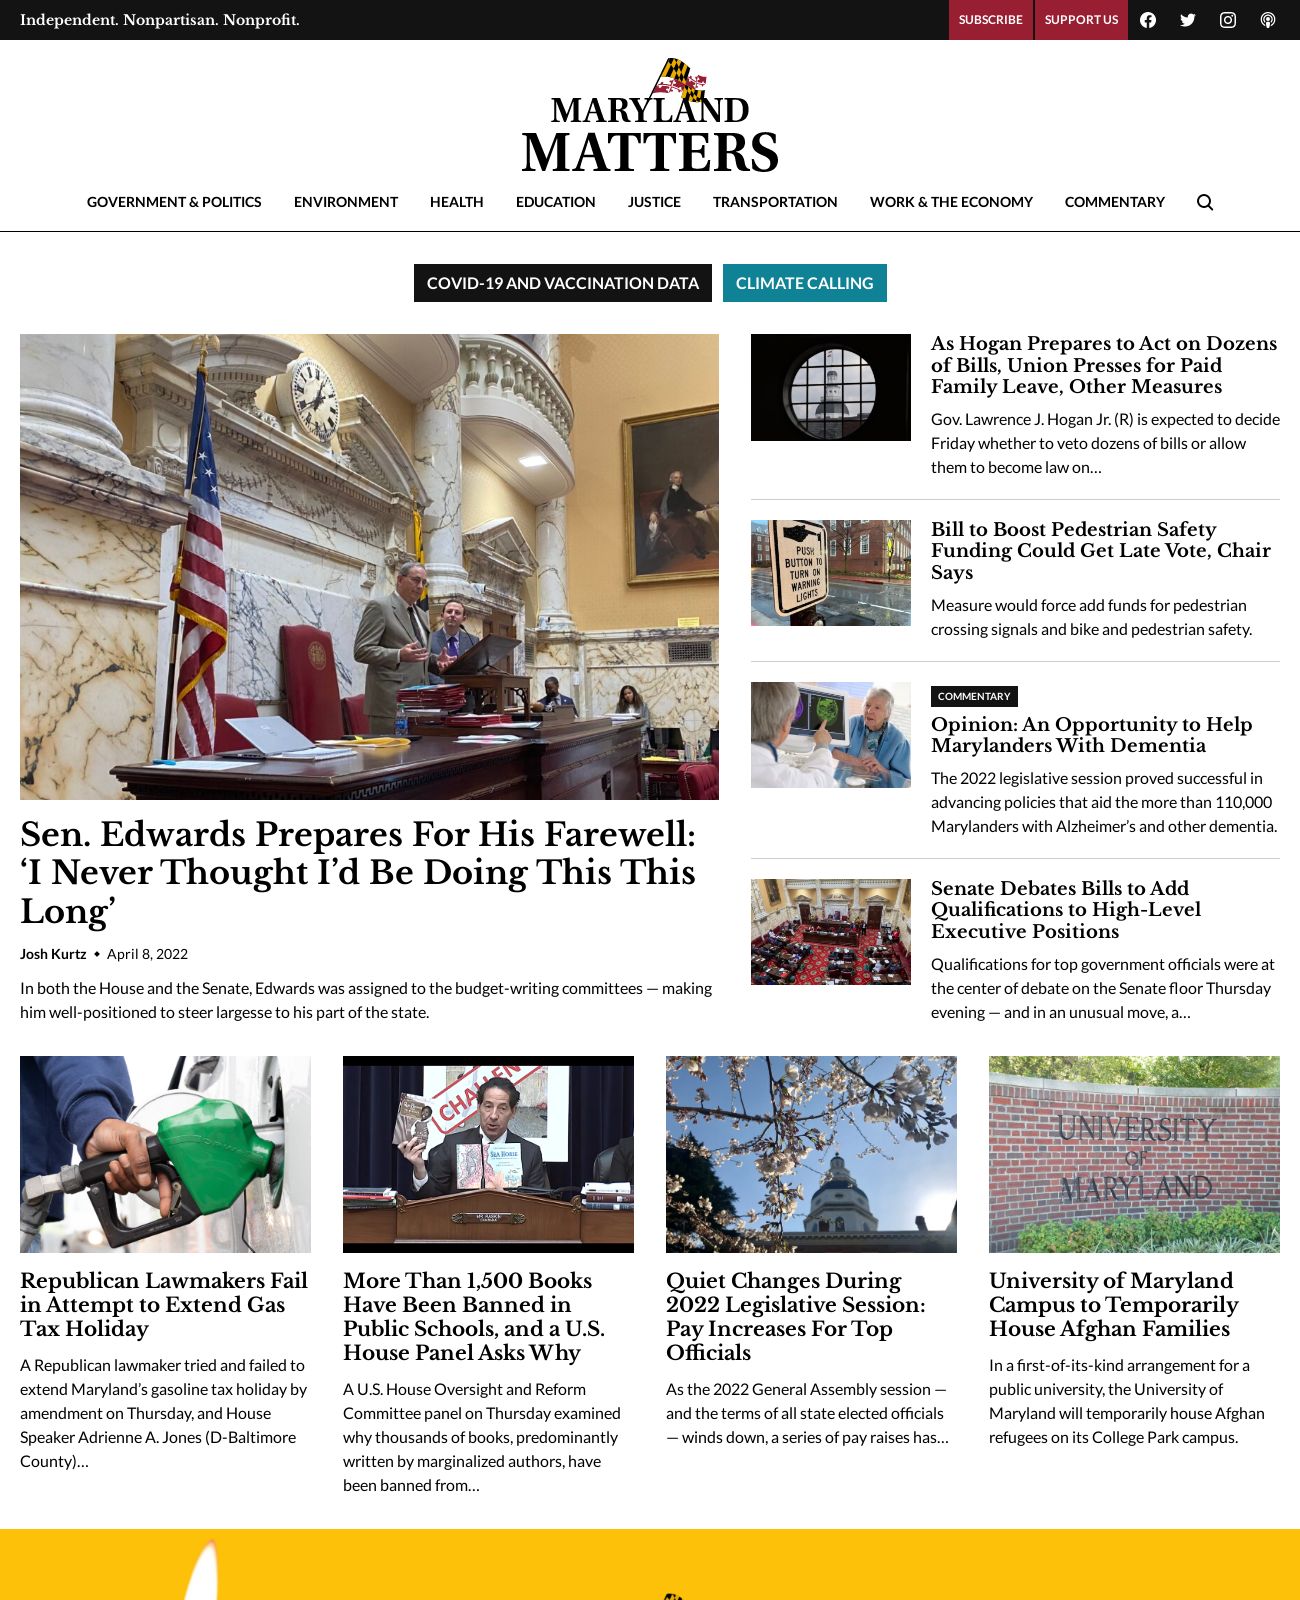 Independent. Nonpartisan. Nonprofit.
SUBSCRIBE
SUPPORT US
MARYLAND
MATTERS
GOVERNMENT & POLITICS
ENVIRONMENT
HEALTH
EDUCATION
JUSTICE
TRANSPORTATION
WORK & THE ECONOMY
COMMENTARY
COVID-19 AND VACCINATION DATA
CLIMATE CALLING
Sen. Edwards Prepares For His Farewell:
‘I Never Thought I’d Be Doing This This
Long’
Josh Kurtz • April 8, 2022
In both the House and the Senate, Edwards was assigned to the budget-writing committees — making
him well-positioned to steer largesse to his part of the state.
As Hogan Prepares to Act on Dozens
of Bills, Union Presses for Paid
Family Leave, Other Measures
Gov. Lawrence J. Hogan Jr. (R) is expected to decide
Friday whether to veto dozens of bills or allow
them to become law on…
PUSH
BUTTON TO
TURN ON
WARNING
LIGHTS
Bill to Boost Pedestrian Safety
Funding Could Get Late Vote, Chair
Says
Measure would force add funds for pedestrian
crossing signals and bike and pedestrian safety.
COMMENTARY
Opinion: An Opportunity to Help
Marylanders With Dementia
The 2022 legislative session proved successful in
advancing policies that aid the more than 110,000
Marylanders with Alzheimer’s and other dementia.
Senate Debates Bills to Add
Qualifications to High-Level
Executive Positions
Qualifications for top government officials were at
the center of debate on the Senate floor Thursday
evening — and in an unusual move, a…
Republican Lawmakers Fail
in Attempt to Extend Gas
Tax Holiday
A Republican lawmaker tried and failed to
extend Maryland’s gasoline tax holiday by
amendment on Thursday, and House
Speaker Adrienne A. Jones (D-Baltimore
County)…
CHALLEN
SEA HORSE
MR. RASKIN
More Than 1,500 Books
Have Been Banned in
Public Schools, and a U.S.
House Panel Asks Why
A U.S. House Oversight and Reform
Committee panel on Thursday examined
why thousands of books, predominantly
written by marginalized authors, have
been banned from…
Quiet Changes During
2022 Legislative Session:
Pay Increases For Top
Officials
As the 2022 General Assembly session —
and the terms of all state elected officials
— winds down, a series of pay raises has…
UNIVERSITY
OF
MARYLAND
University of Maryland
Campus to Temporarily
House Afghan Families
In a first-of-its-kind arrangement for a
public university, the University of
Maryland will temporarily house Afghan
refugees on its College Park campus.